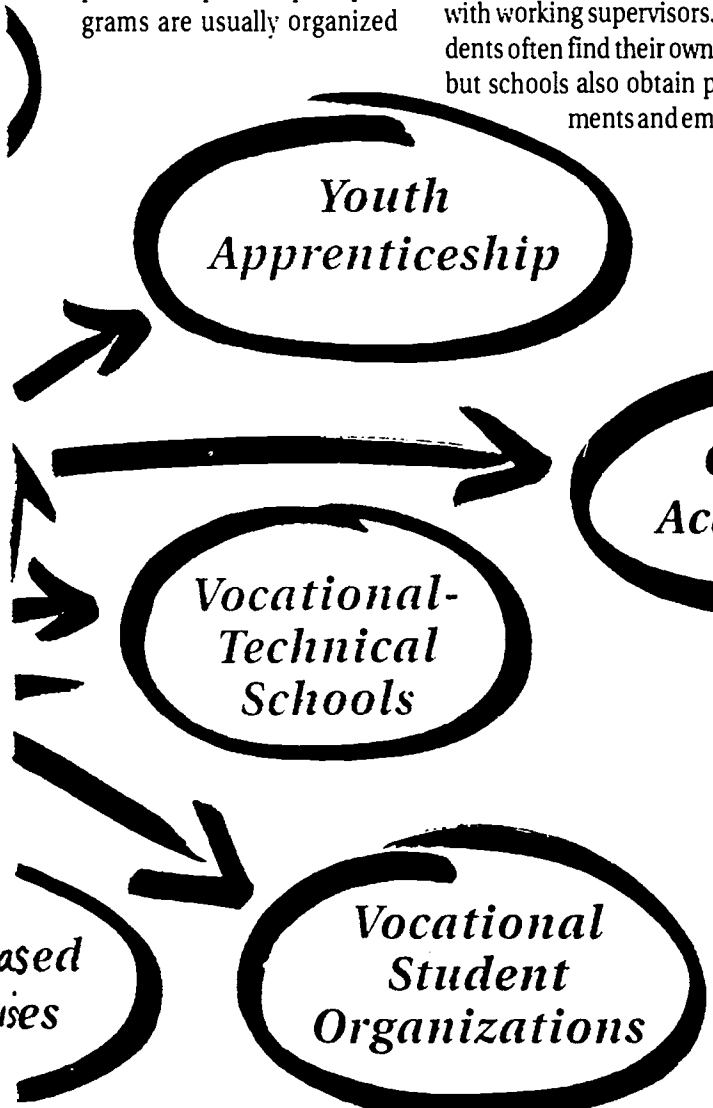 grams are usually organized
with working supervisors.
dents often find their own
but schools also obtain
ments and em
Youth
Apprenticeship
Vocational-
Technical
Schools
Vocational
Student
Organizations